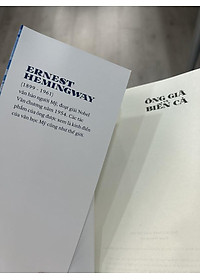 ERNEST
HEMINGWAY
(1899 - 1961)
văn hào người Mỹ, đoạt giải Nobel
Văn chương năm 1954. Các tác
phẩm của ông được xem là kinh điển
của văn học Mỹ cũng như thế giới.
ÔNG GIÀ
BIỂN CẢ